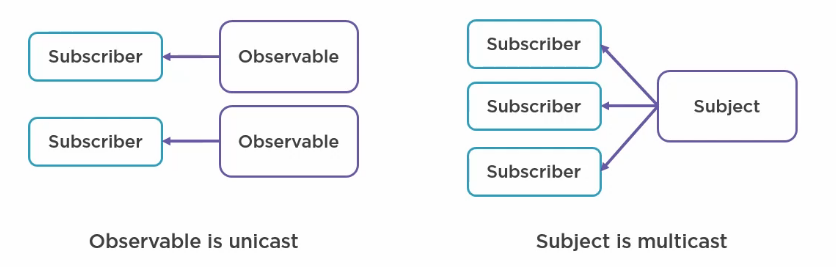 Subscriber
Observable
Subscriber
Observable
Observable is unicast
Subscriber
Subscriber
Subject
Subscriber
Subject is multicast